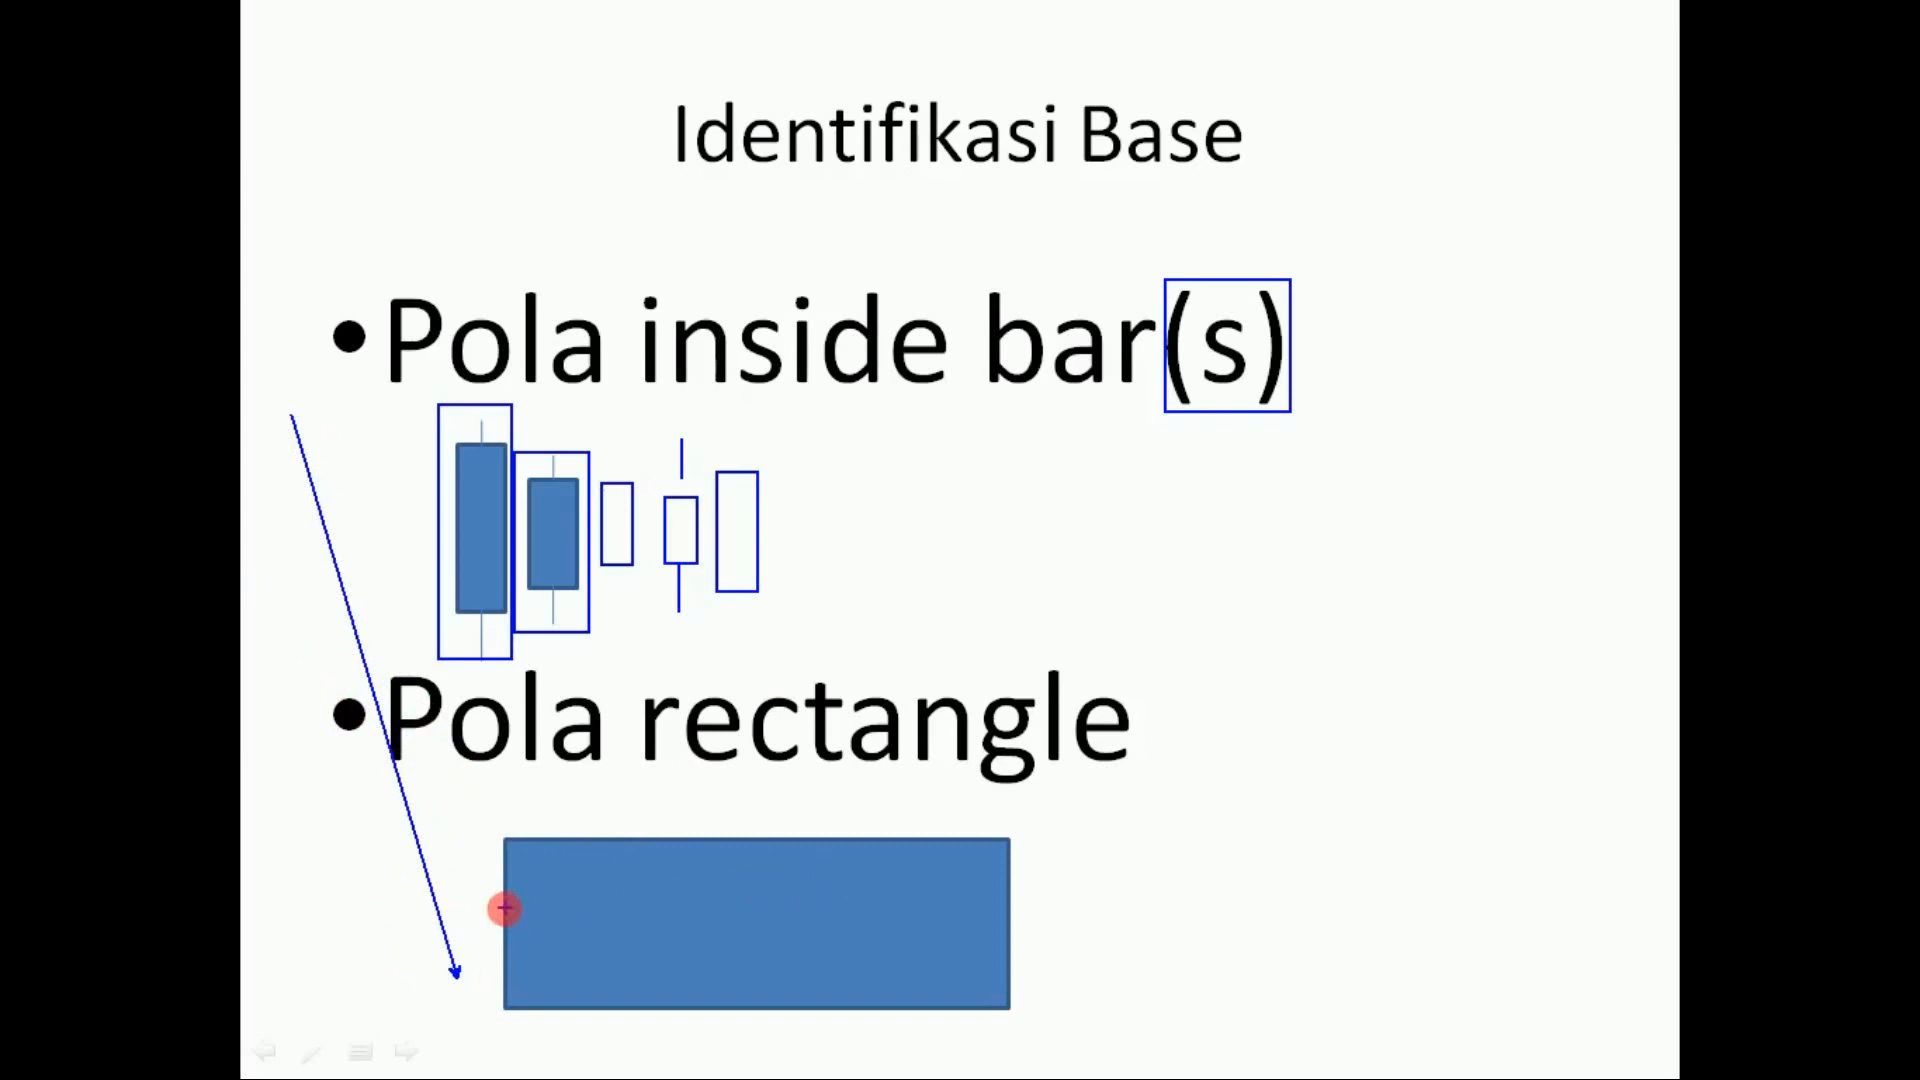 Identifikasi Base
•Pola inside bar(s)
•Pola rectangle